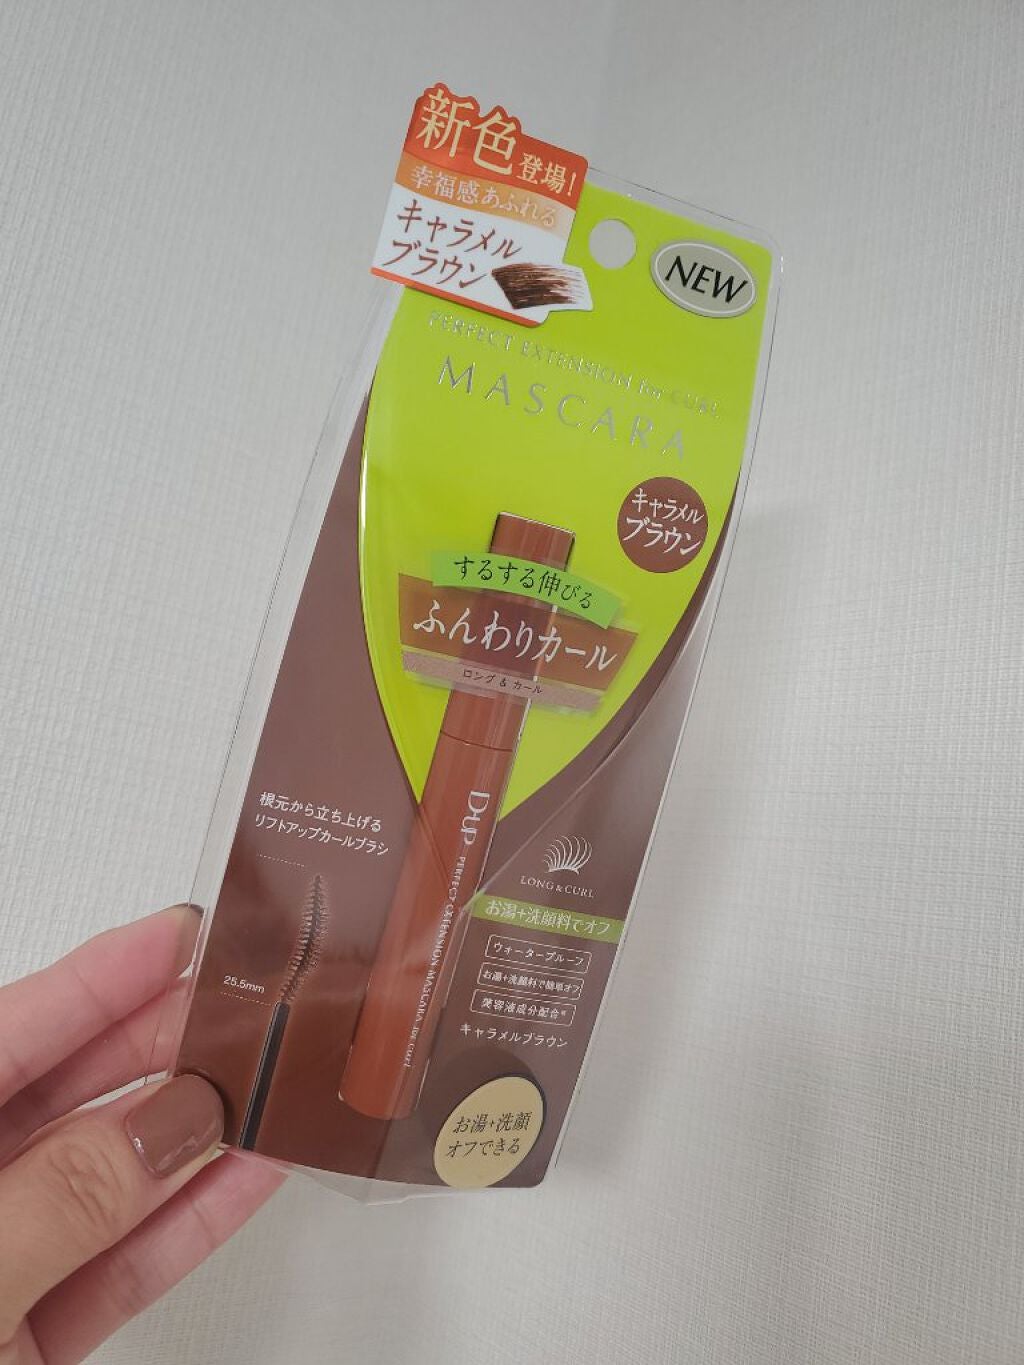 新色登場!
幸福感あふれる
キャラメル
ブラウン
NEW
PERFECT EXTENSION for CURL
MASCARA
キャラメル
ブラウン
するする伸びる
ふんわりカール
ロング & カール
D-UP PERFECT EXTENSION MASCARA for CURL
根元から立ち上げる
リフトアップカールブラシ
25.5mm
LONG & CURL
お湯+洗顔料でオフ
ウォータープルーフ
お湯+洗顔料で簡単オフ
美容液成分配合*
キャラメルブラウン
お湯+洗顔
オフできる